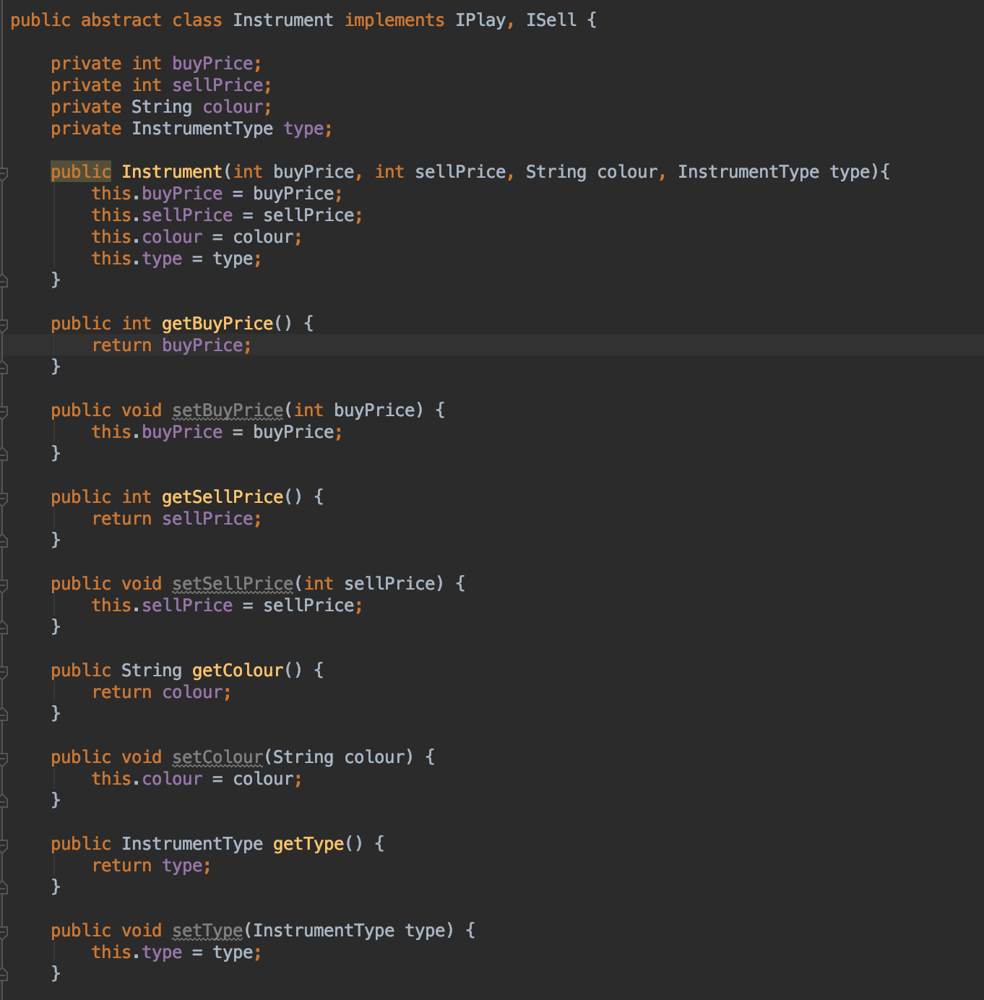 public abstract class Instrument implements IPlay, ISell {
private int buyPrice;
private int sellPrice;
private String colour;
private InstrumentType type;
public Instrument(int buyPrice, int sellPrice, String colour, InstrumentType type){
this.buyPrice = buyPrice;
this.sellPrice = sellPrice;
this.colour = colour;
this.type = type;
}
public int getBuyPrice() {
return buyPrice;
}
public void setBuyPrice(int buyPrice) {
this.buyPrice = buyPrice;
}
public int getSellPrice() {
return sellPrice;
}
public void setSellPrice(int sellPrice) {
this.sellPrice = sellPrice;
}
public String getColour() {
return colour;
}
public void setColour(String colour) {
this.colour = colour;
}
public InstrumentType getType() {
return type;
}
public void setType(InstrumentType type) {
this.type = type;
}